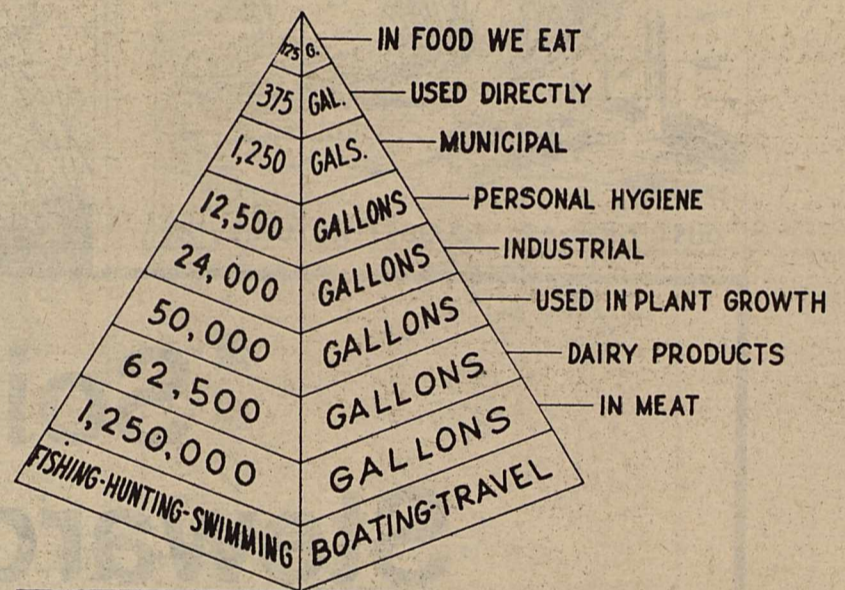 125 G. IN FOOD WE EAT
375 GAL. USED DIRECTLY
1,250 GALS. MUNICIPAL
12,500 GALLONS PERSONAL HYGIENE
24,000 GALLONS INDUSTRIAL
50,000 GALLONS USED IN PLANT GROWTH
62,500 GALLONS DAIRY PRODUCTS
1,250,000 GALLONS IN MEAT
FISHING-HUNTING-SWIMMING BOATING-TRAVEL